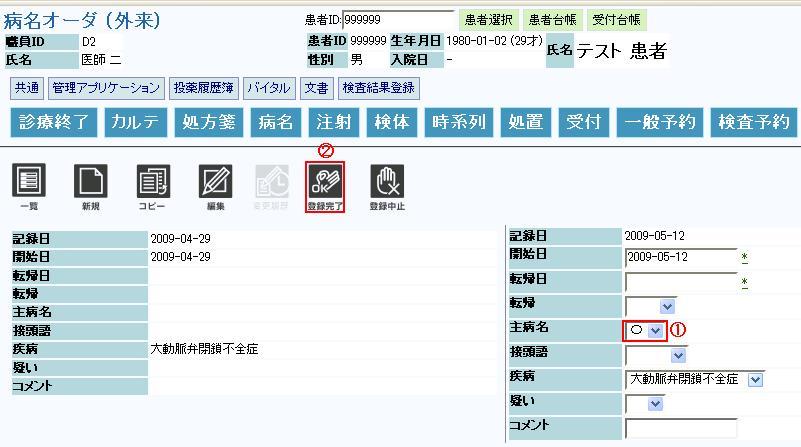 病名オーダ（外来）
患者ID: 999999 患者選択 患者台帳 受付台帳
職員ID D2
氏名 医師 二
患者ID 999999 生年月日 1980-01-02 (29才) 氏名 テスト 患者
性別 男 入院日 -
共通 管理アプリケーション 投薬履歴簿 バイタル 文書 検査結果登録
診療終了 カルテ 処方箋 病名 注射 検体 時系列 処置 受付 一般予約 検査予約
②
OK
一覧 新規 コピー 編集 変更履歴 登録完了 登録中止
記録日 2009-04-29
開始日 2009-04-29
転帰日
転帰
主病名
接頭語
疾病 大動脈弁閉鎖不全症
疑い
コメント
記録日 2009-05-12
開始日 2009-05-12 *
転帰日 *
転帰
主病名 ○ ①
接頭語
疾病 大動脈弁閉鎖不全症
疑い
コメント